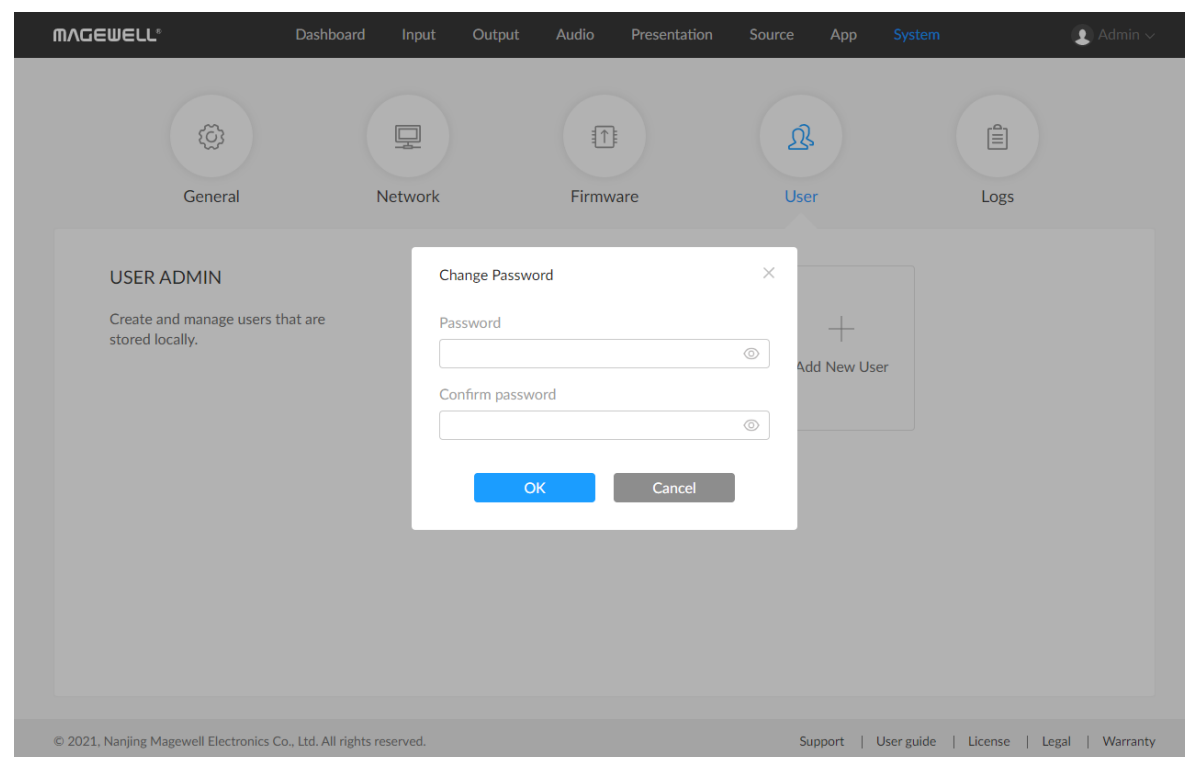 MAGEWELL®
Dashboard Input Output Audio Presentation Source App System Admin
General Network Firmware User Logs
USER ADMIN
Create and manage users that are
stored locally.
Change Password
Password
Confirm password
OK Cancel
Add New User
© 2021, Nanjing Magewell Electronics Co., Ltd. All rights reserved.
Support | User guide | License | Legal | Warranty